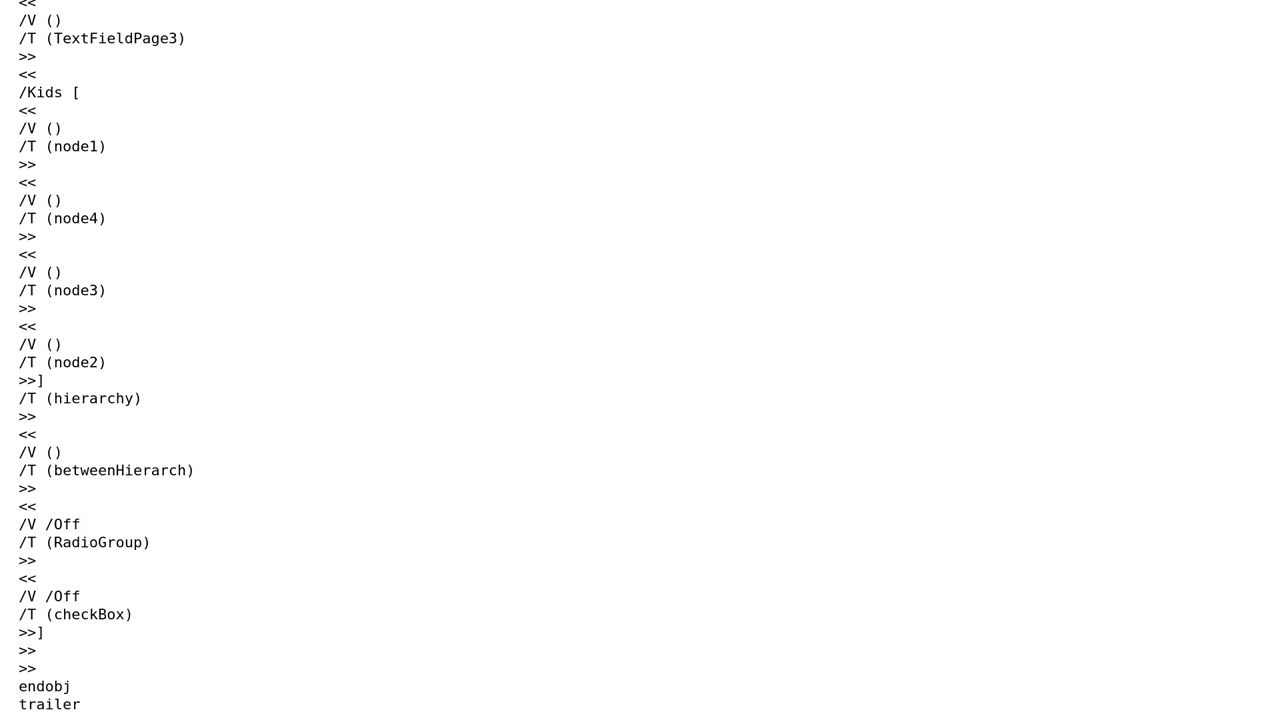 <<
/V ()
/T (TextFieldPage3)
>>
<<
/Kids [
<<
/V ()
/T (node1)
>>
<<
/V ()
/T (node4)
>>
<<
/V ()
/T (node3)
>>
<<
/V ()
/T (node2)
>>]
/T (hierarchy)
>>
<<
/V ()
/T (betweenHierarch)
>>
<<
/V /Off
/T (RadioGroup)
>>
<<
/V /Off
/T (checkBox)
>>]
>>
>>
endobj
trailer